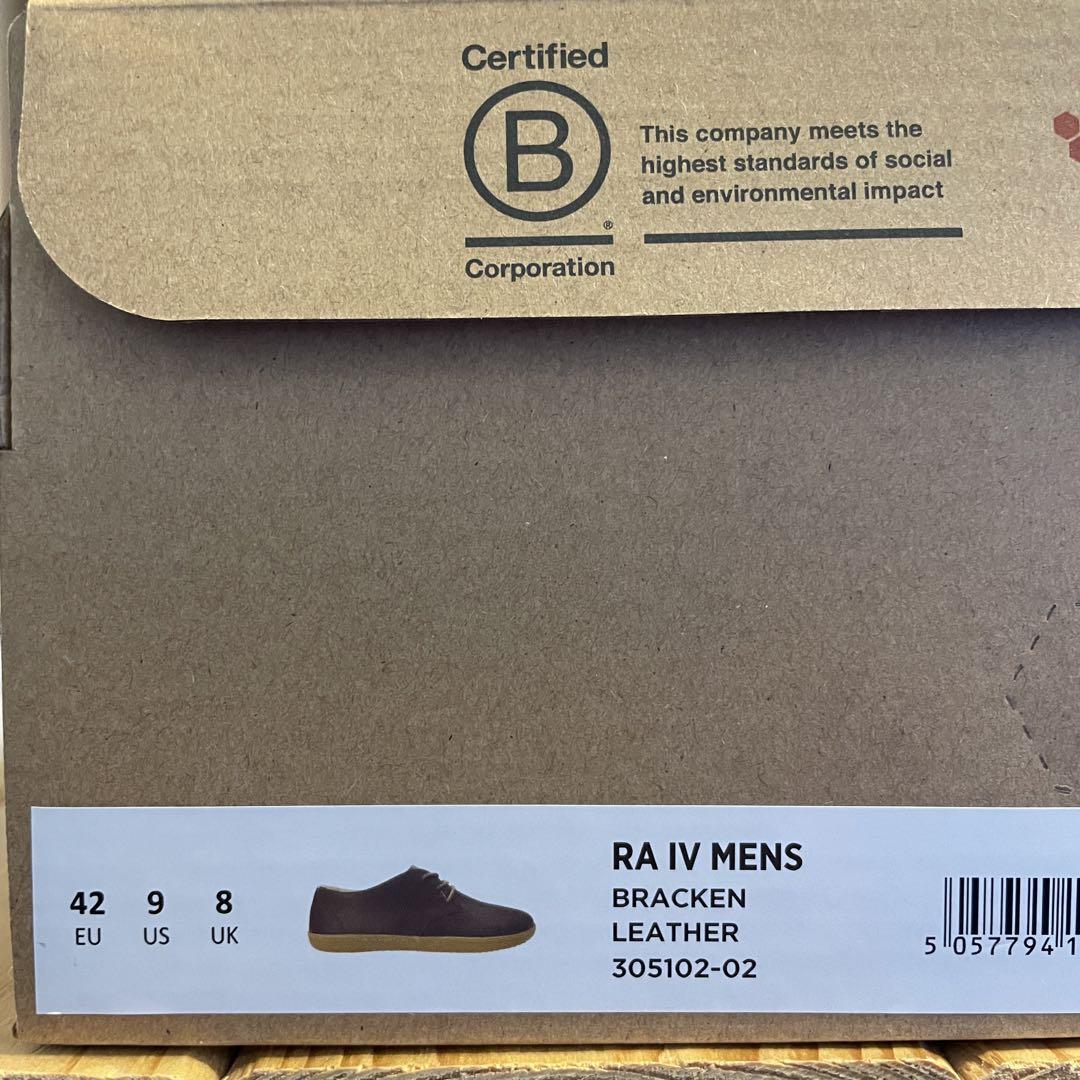 Certified
B
®
Corporation
This company meets the
highest standards of social
and environmental impact
42 9 8
EU US UK
RA IV MENS
BRACKEN
LEATHER
305102-02
5 057794 1